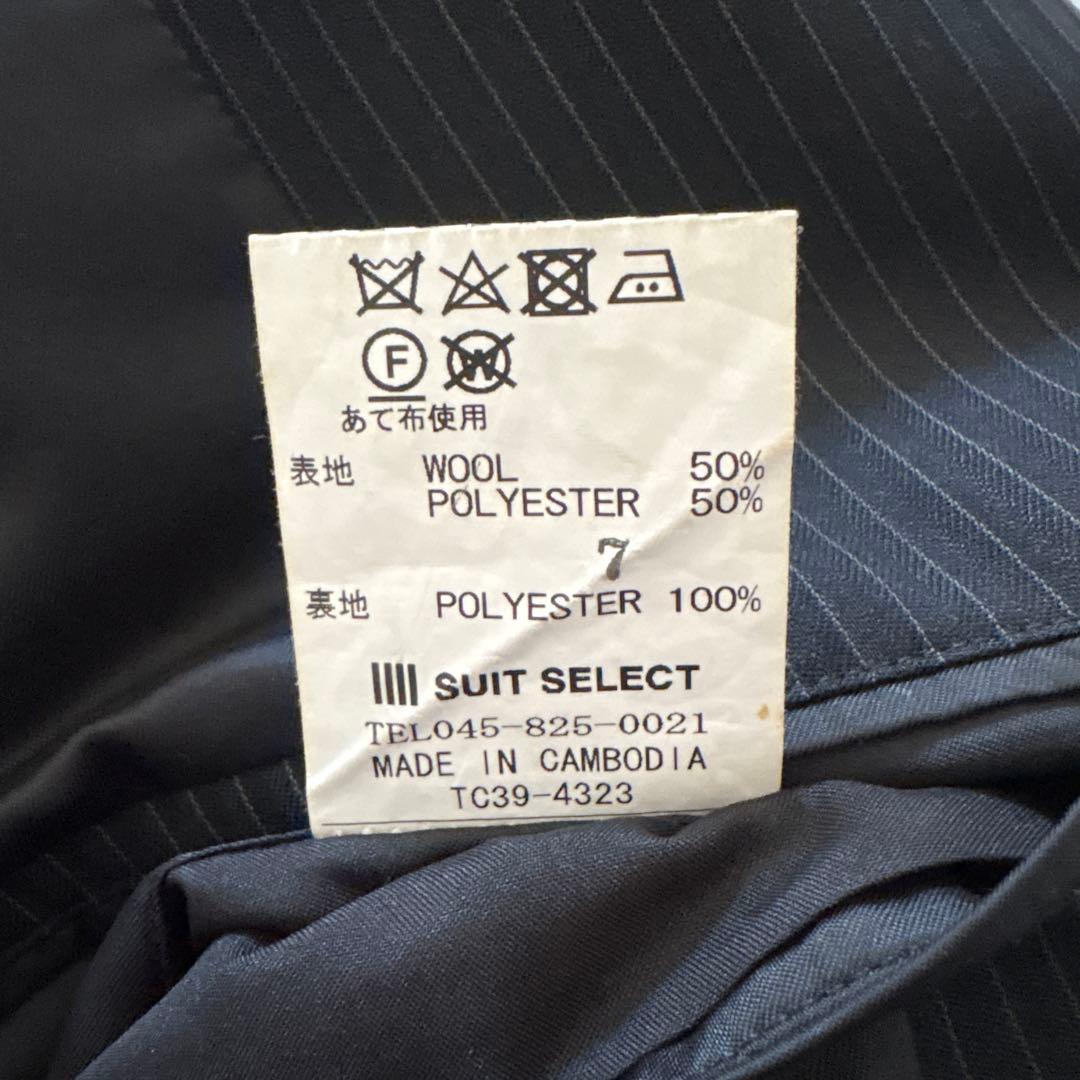 F W
あて布使用
表地 WOOL 50%
POLYESTER 50%
7
裏地 POLYESTER 100%
SUIT SELECT
TEL045-825-0021
MADE IN CAMBODIA
TC39-4323